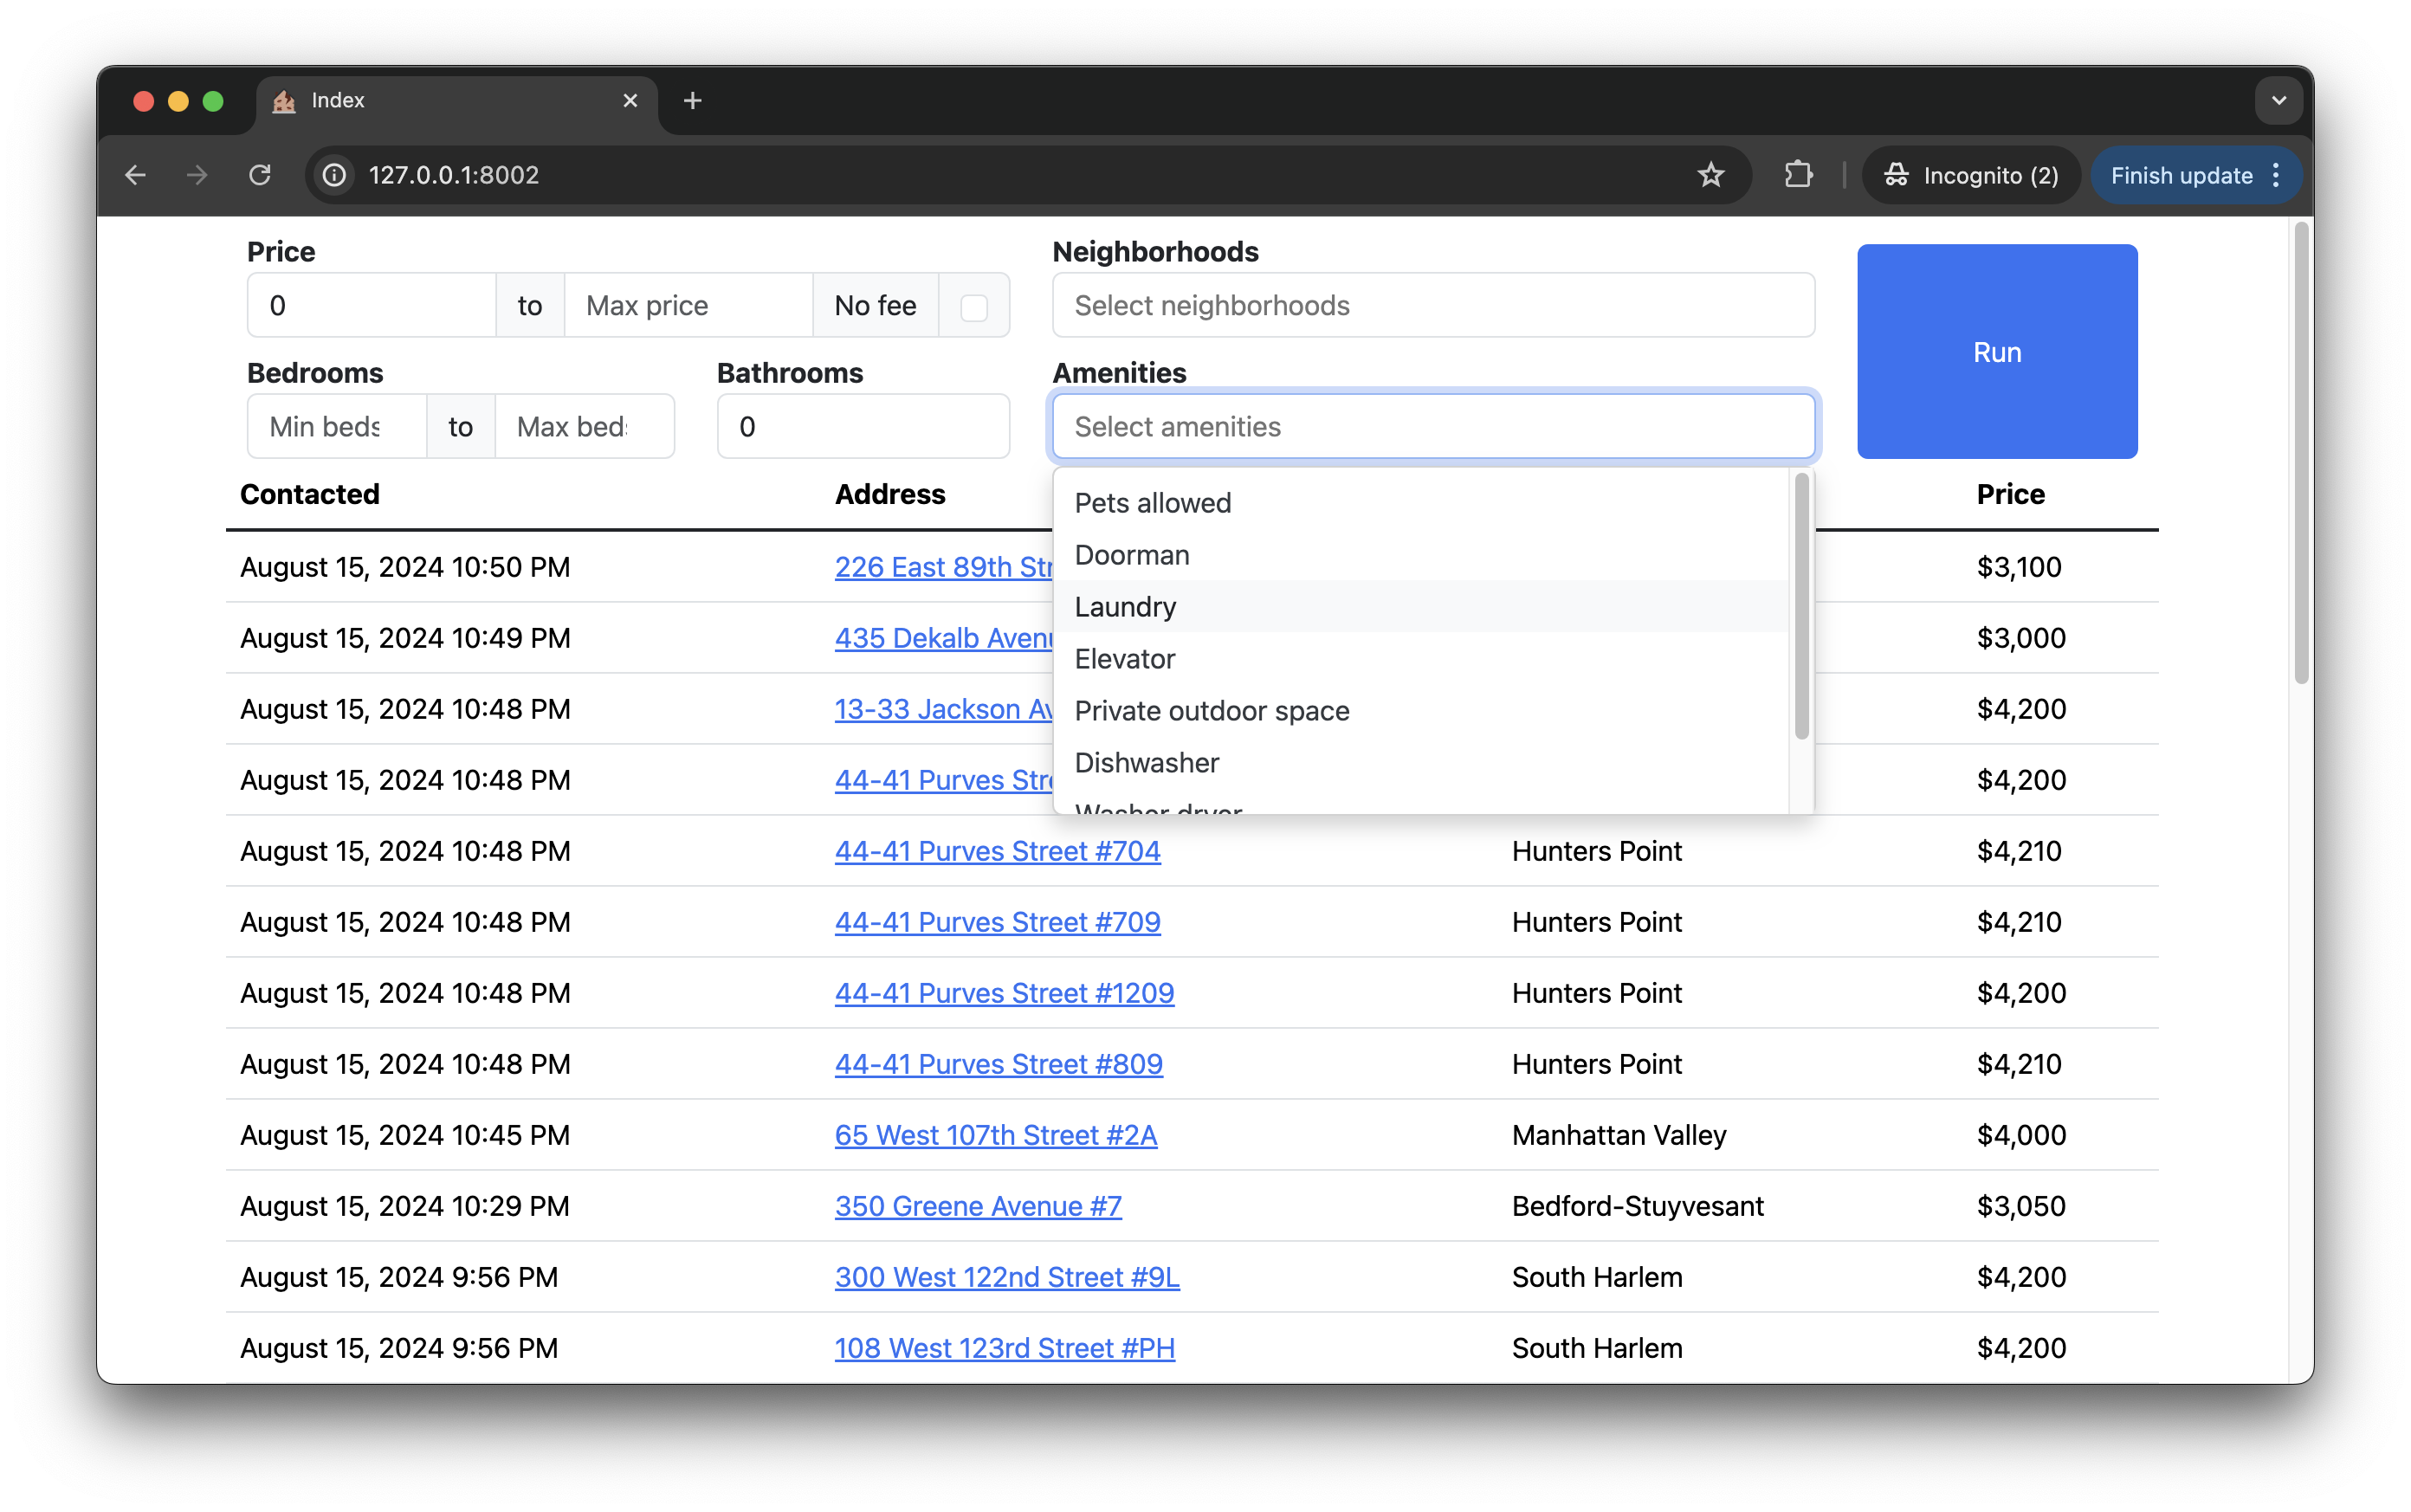 Index
127.0.0.1:8002
Incognito (2)
Finish update
Price
Neighborhoods
0 to Max price No fee
Select neighborhoods
Run
Bedrooms
Bathrooms
Amenities
Min beds to Max bed
0
Select amenities
Pets allowed
Doorman
Laundry
Elevator
Private outdoor space
Dishwasher
Washer dryer
Contacted Address Price
August 15, 2024 10:50 PM 226 East 89th Str $3,100
August 15, 2024 10:49 PM 435 Dekalb Avenu $3,000
August 15, 2024 10:48 PM 13-33 Jackson Av $4,200
August 15, 2024 10:48 PM 44-41 Purves Stre $4,200
August 15, 2024 10:48 PM 44-41 Purves Street #704 Hunters Point $4,210
August 15, 2024 10:48 PM 44-41 Purves Street #709 Hunters Point $4,210
August 15, 2024 10:48 PM 44-41 Purves Street #1209 Hunters Point $4,200
August 15, 2024 10:48 PM 44-41 Purves Street #809 Hunters Point $4,210
August 15, 2024 10:45 PM 65 West 107th Street #2A Manhattan Valley $4,000
August 15, 2024 10:29 PM 350 Greene Avenue #7 Bedford-Stuyvesant $3,050
August 15, 2024 9:56 PM 300 West 122nd Street #9L South Harlem $4,200
August 15, 2024 9:56 PM 108 West 123rd Street #PH South Harlem $4,200